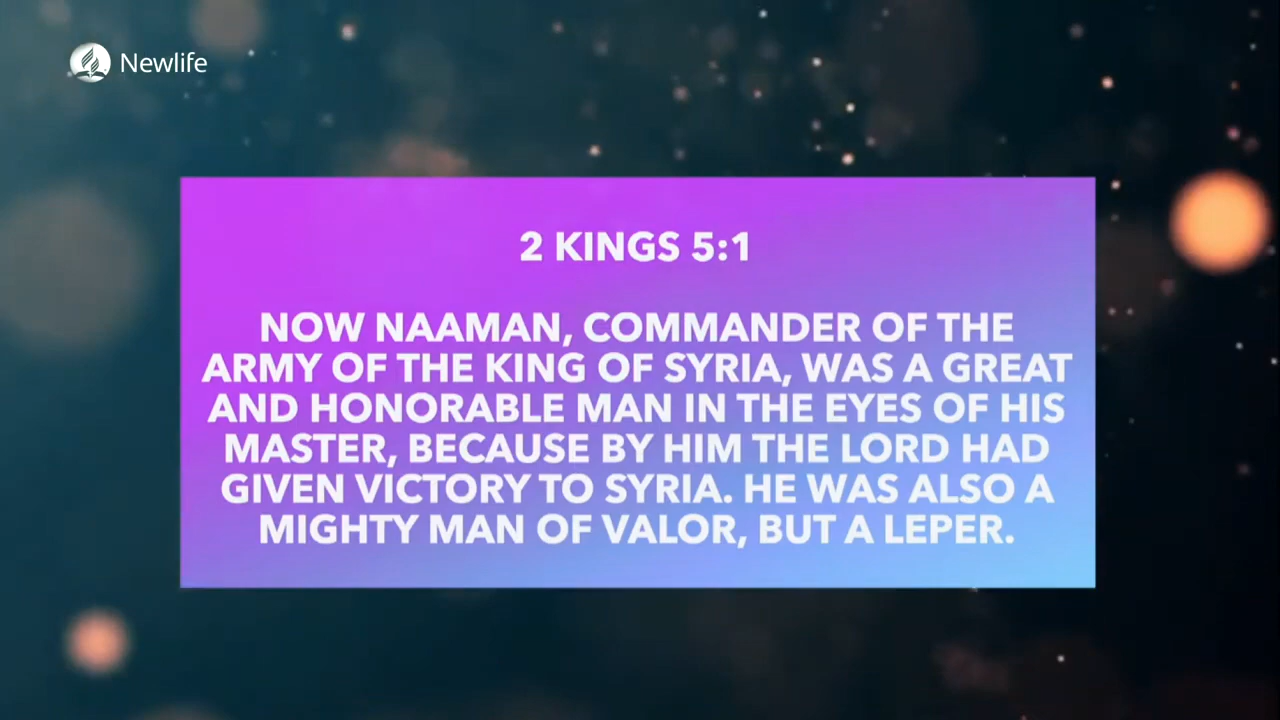 Newlife
2 KINGS 5:1
NOW NAAMAN, COMMANDER OF THE
ARMY OF THE KING OF SYRIA, WAS A GREAT
AND HONORABLE MAN IN THE EYES OF HIS
MASTER, BECAUSE BY HIM THE LORD HAD
GIVEN VICTORY TO SYRIA. HE WAS ALSO A
MIGHTY MAN OF VALOR, BUT A LEPER.